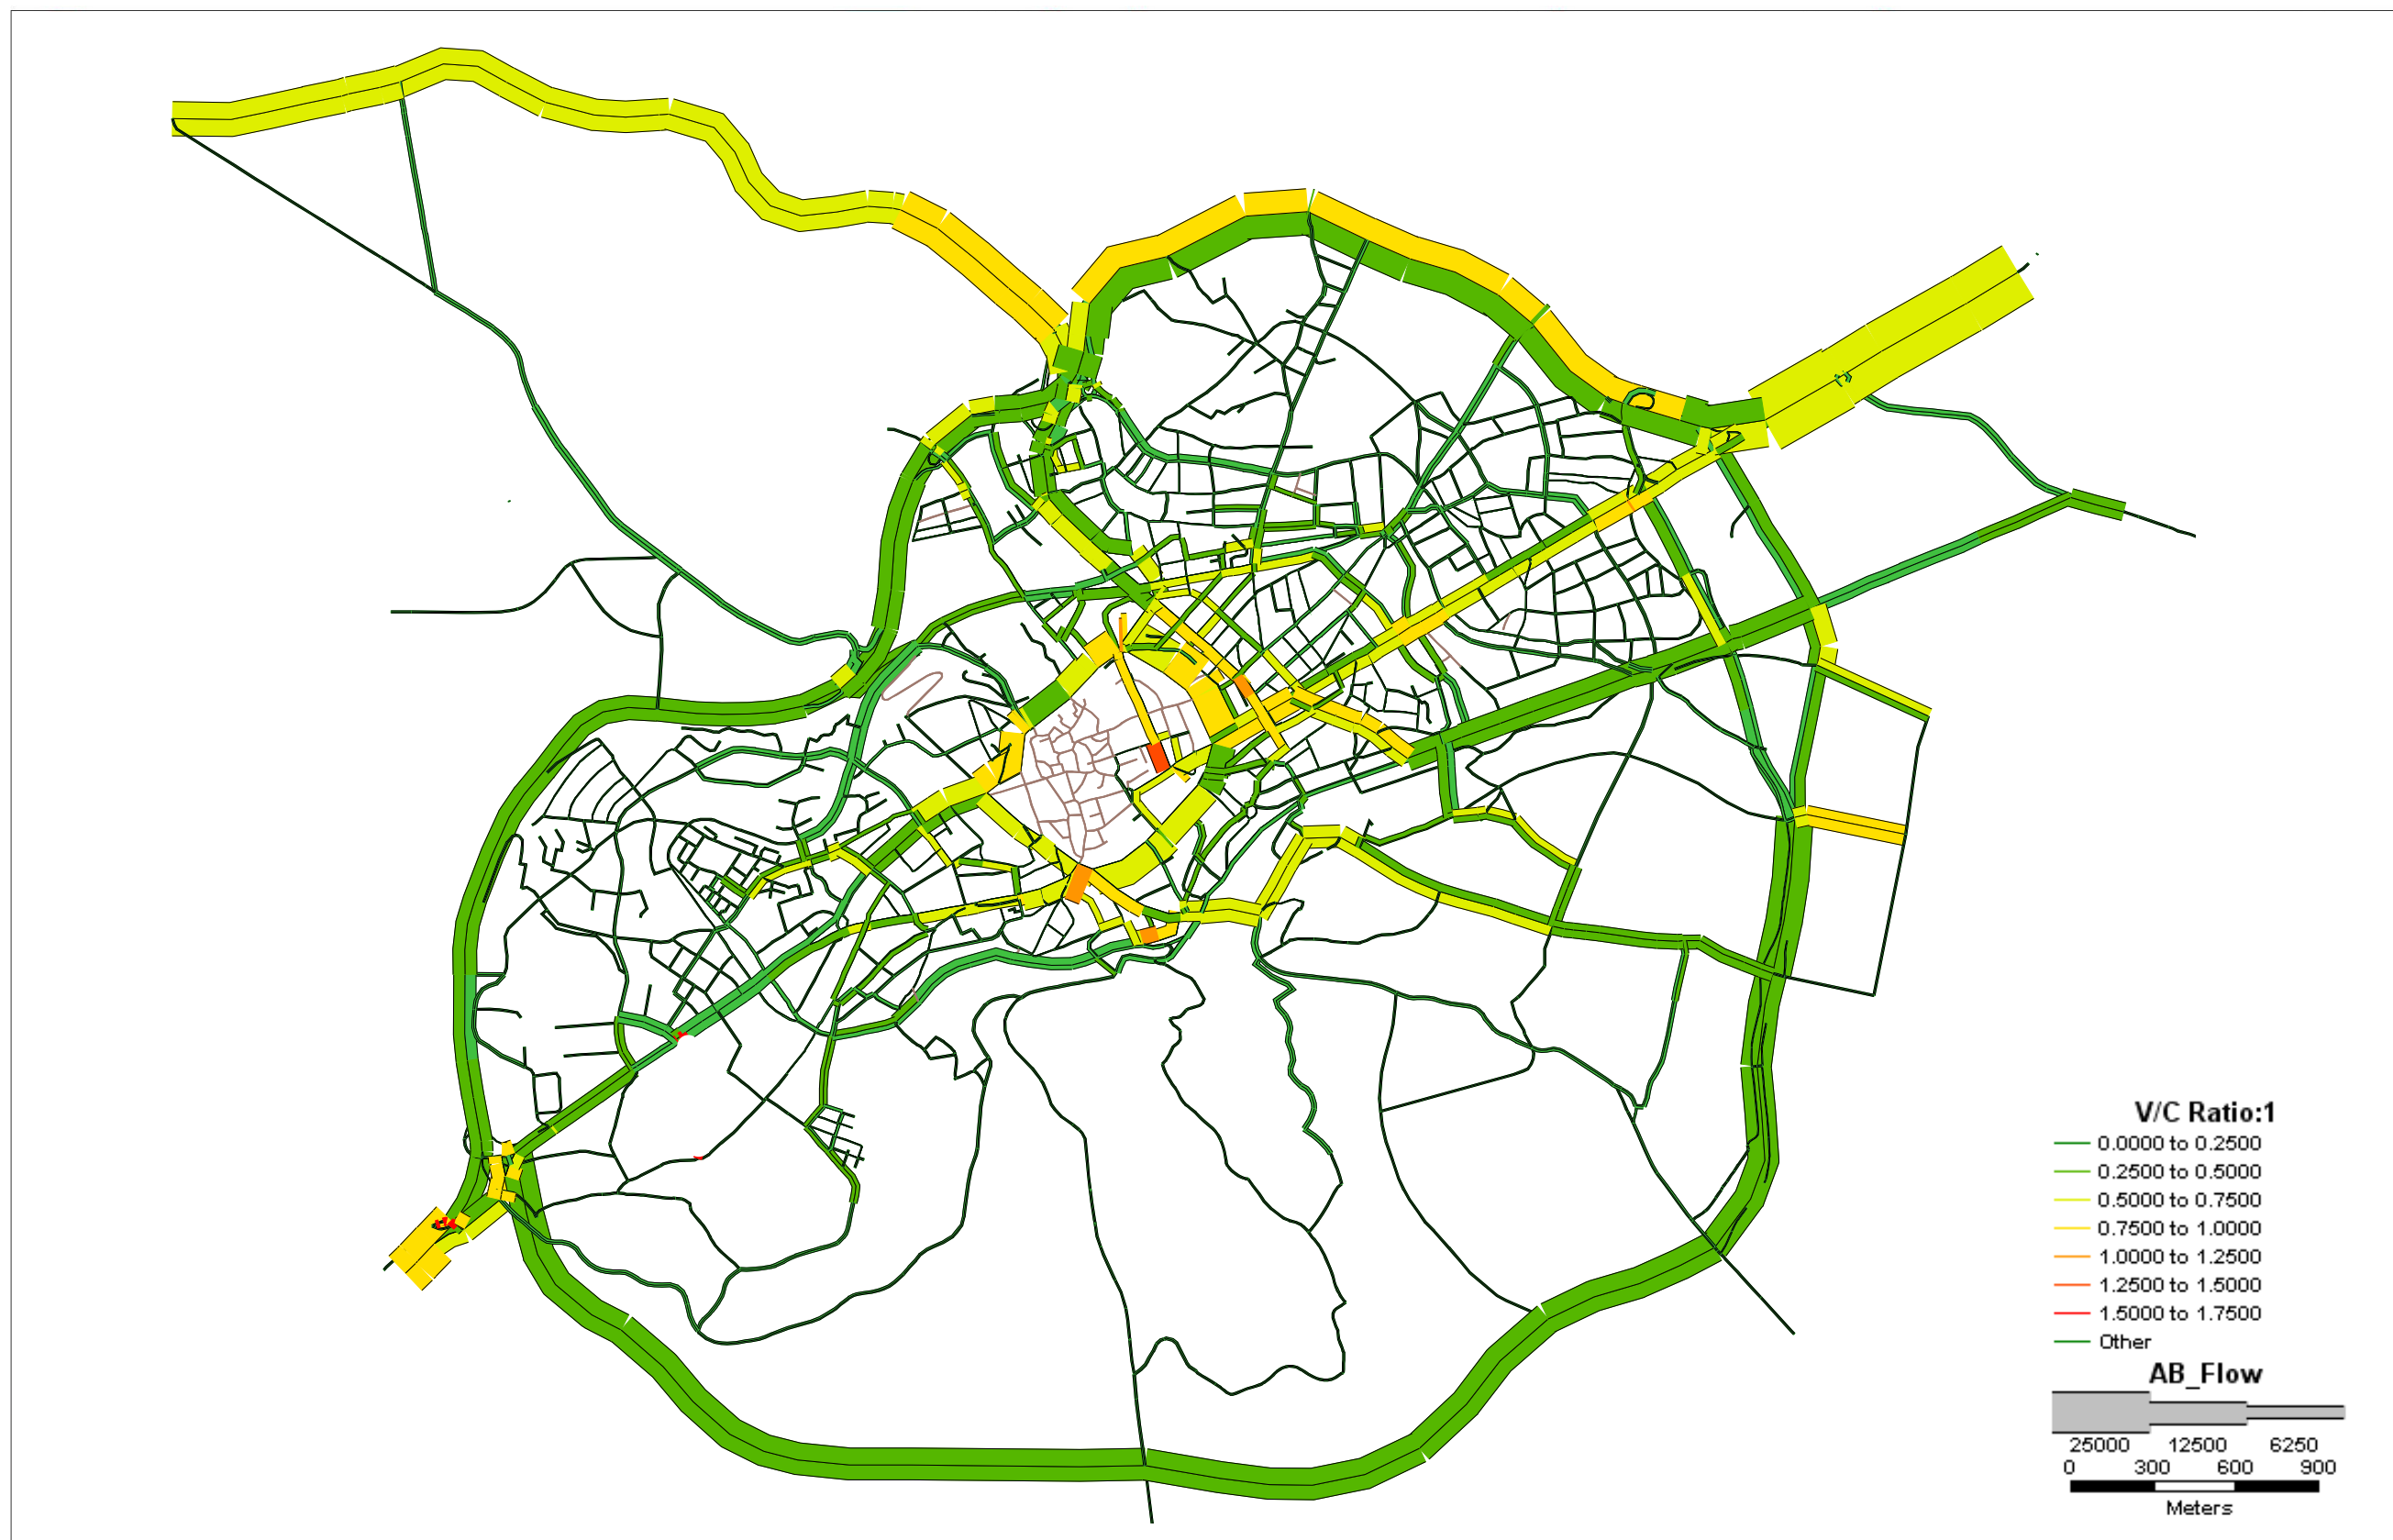 V/C Ratio:1
0.0000 to 0.2500
0.2500 to 0.5000
0.5000 to 0.7500
0.7500 to 1.0000
1.0000 to 1.2500
1.2500 to 1.5000
1.5000 to 1.7500
Other
AB_Flow
25000 12500 6250
0 300 600 900
Meters